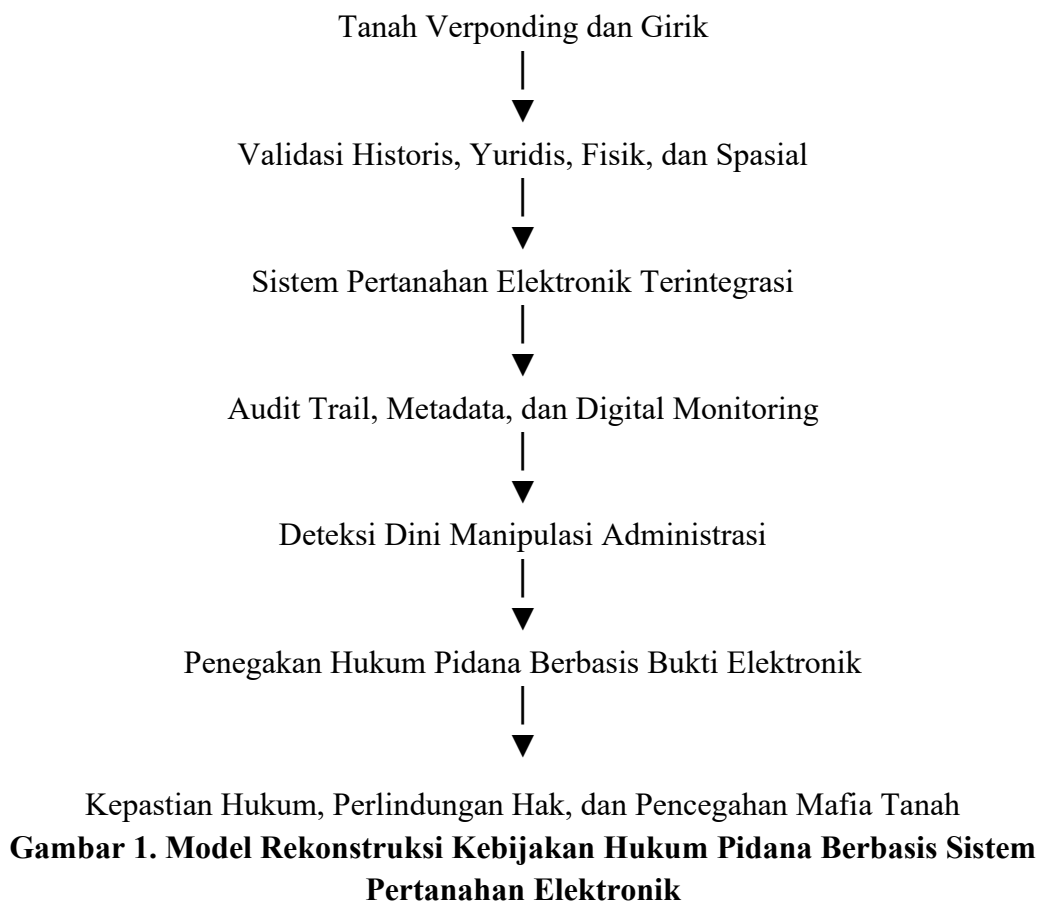 Tanah Verponding dan Girik
Validasi Historis, Yuridis, Fisik, dan Spasial
Sistem Pertanahan Elektronik Terintegrasi
Audit Trail, Metadata, dan Digital Monitoring
Deteksi Dini Manipulasi Administrasi
Penegakan Hukum Pidana Berbasis Bukti Elektronik
Kepastian Hukum, Perlindungan Hak, dan Pencegahan Mafia Tanah
Gambar 1. Model Rekonstruksi Kebijakan Hukum Pidana Berbasis Sistem
Pertanahan Elektronik